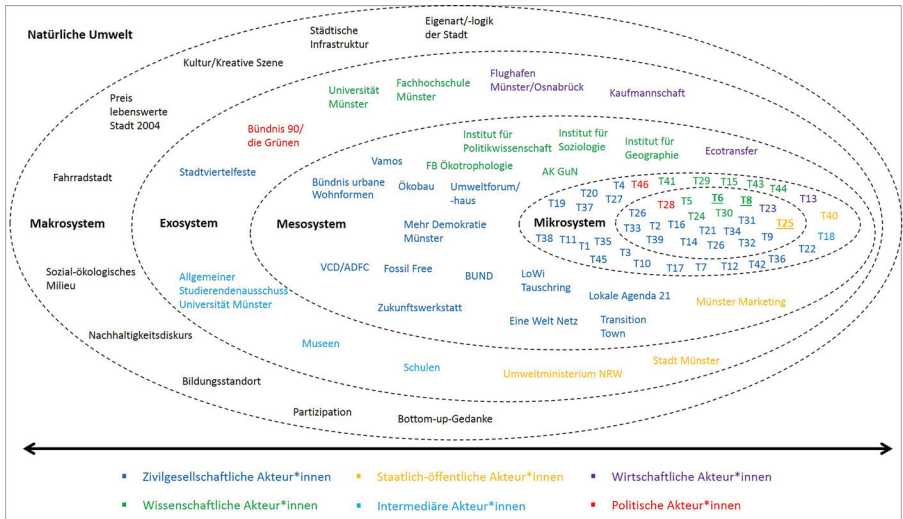 Natürliche Umwelt
Städtische
Infrastruktur
Eigenart/-logik
der Stadt
Kultur/Kreative Szene
Preis
lebenswerte
Stadt 2004
Fahrradstadt
Makrosystem
Sozial-ökologisches
Milieu
Nachhaltigkeitsdiskurs
Bildungsstandort
Partizipation
Bottom-up-Gedanke
Universität
Münster
Fachhochschule
Münster
Flughafen
Münster/Osnabrück
Kaufmannschaft
Bündnis 90/
die Grünen
Stadtviertelfeste
Exosystem
Allgemeiner
Studierendenausschuss
Universität Münster
Museen
Schulen
Umweltministerium NRW
Stadt Münster
Institut für
Politikwissenschaft
Institut für
Soziologie
Institut für
Geographie
Ecotransfer
Vamos
FB Ökotrophologie
AK GuN
Bündnis urbane
Wohnformen
Ökobau
Umweltforum/
-haus
Mesosystem
Mehr Demokratie
Münster
VCD/ADFC
Fossil Free
BUND
LoWi
Tauschring
Zukunftswerkstatt
Lokale Agenda 21
Münster Marketing
Eine Welt Netz
Transition
Town
Mikrosystem
T4 T46 T41 T29 T15 T43 T44
T20 T27 T13
T19 T37 T28 T5 T6 T8
T26 T24 T30 T23 T40
T33 T2 T16 T21 T34 T31 T25 T18
T38 T11 T1 T35 T39 T14 T26 T32 T9 T22
T45 T3 T10 T17 T7 T12 T42 T36
Zivilgesellschaftliche Akteur*innen
Staatlich-öffentliche Akteur*innen
Wirtschaftliche Akteur*innen
Wissenschaftliche Akteur*innen
Intermediäre Akteur*innen
Politische Akteur*innen